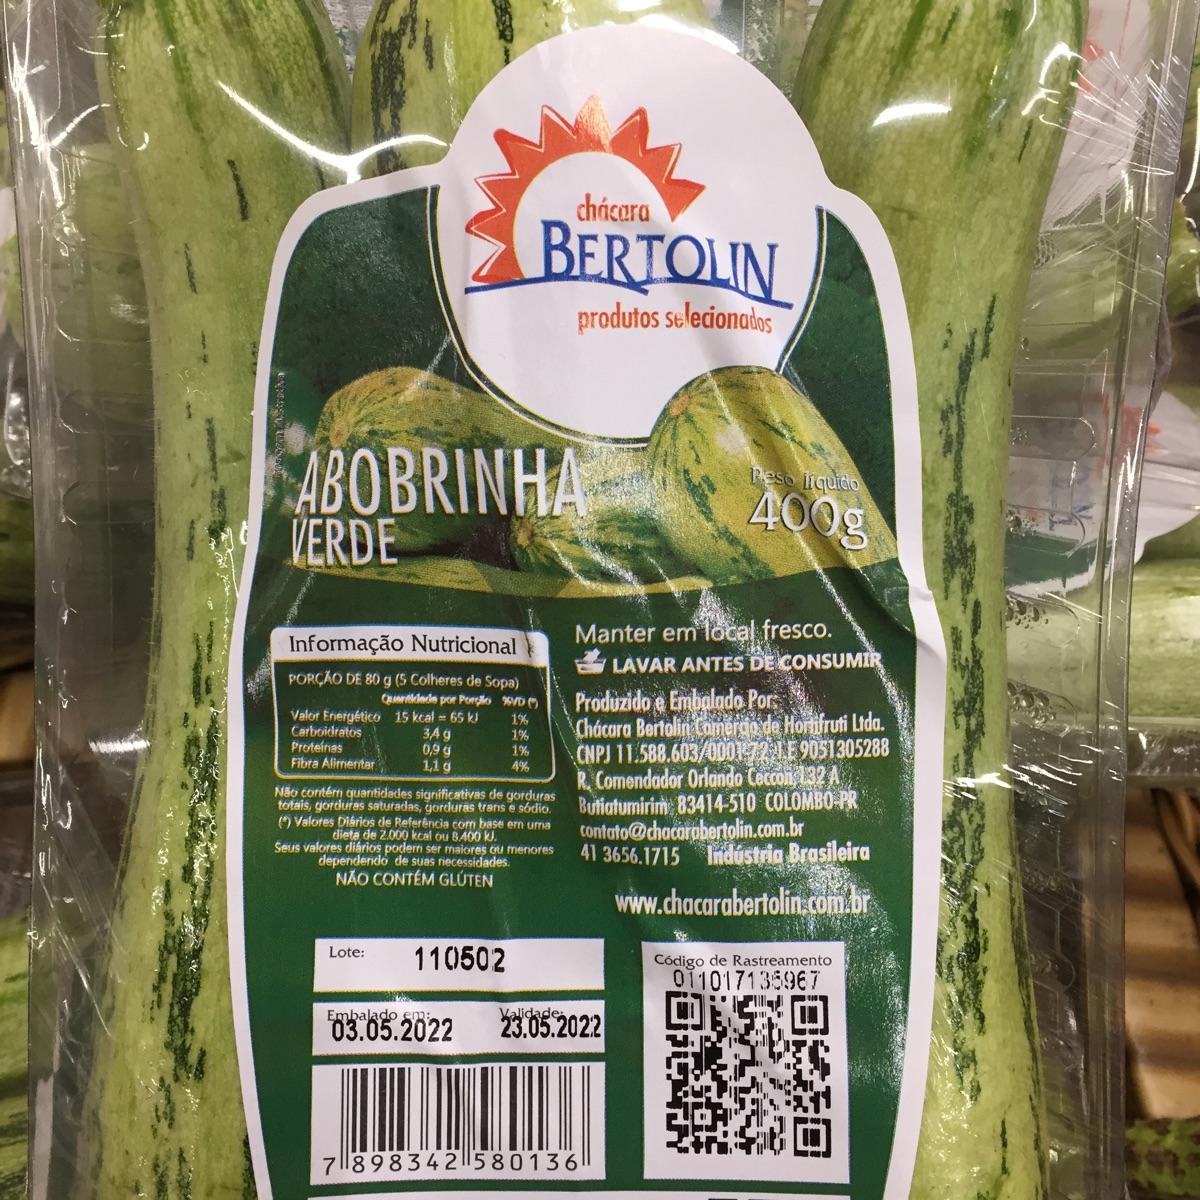 chácara
BERTOLIN
produtos selecionados
ABOBRINHA
VERDE
Peso líquido
400g
Informação Nutricional
PORÇÃO DE 80 g (5 Colheres de Sopa)
Quantidade por Porção %VD (*)
Valor Energético 15 kcal = 65 kJ 1%
Carboidratos 3,4 g 1%
Proteínas 0,9 g 1%
Fibra Alimentar 1,1 g 4%
Não contém quantidades significativas de gorduras
totais, gorduras saturadas, gorduras trans e sódio.
(*) Valores Diários de Referência com base em uma
dieta de 2.000 kcal ou 8.400 kJ.
Seus valores diários podem ser maiores ou menores
dependendo de suas necessidades.
NÃO CONTÉM GLÚTEN
Manter em local fresco.
LAVAR ANTES DE CONSUMIR
Produzido e Embalado Por:
Chácara Bertolin Camargo de Hortifruti Ltda.
CNPJ 11.588.603/0001-72 I.E 9051305288
R. Comendador Orlando Ceccon, 132 A
Butiatumirim 83414-510 COLOMBO-PR
contato@chacarabertolin.com.br
41 3656.1715 Indústria Brasileira
www.chacarabertolin.com.br
Lote: 110502
Embalado em: Validade:
03.05.2022 23.05.2022
7 898342 580136
Código de Rastreamento
011017135967